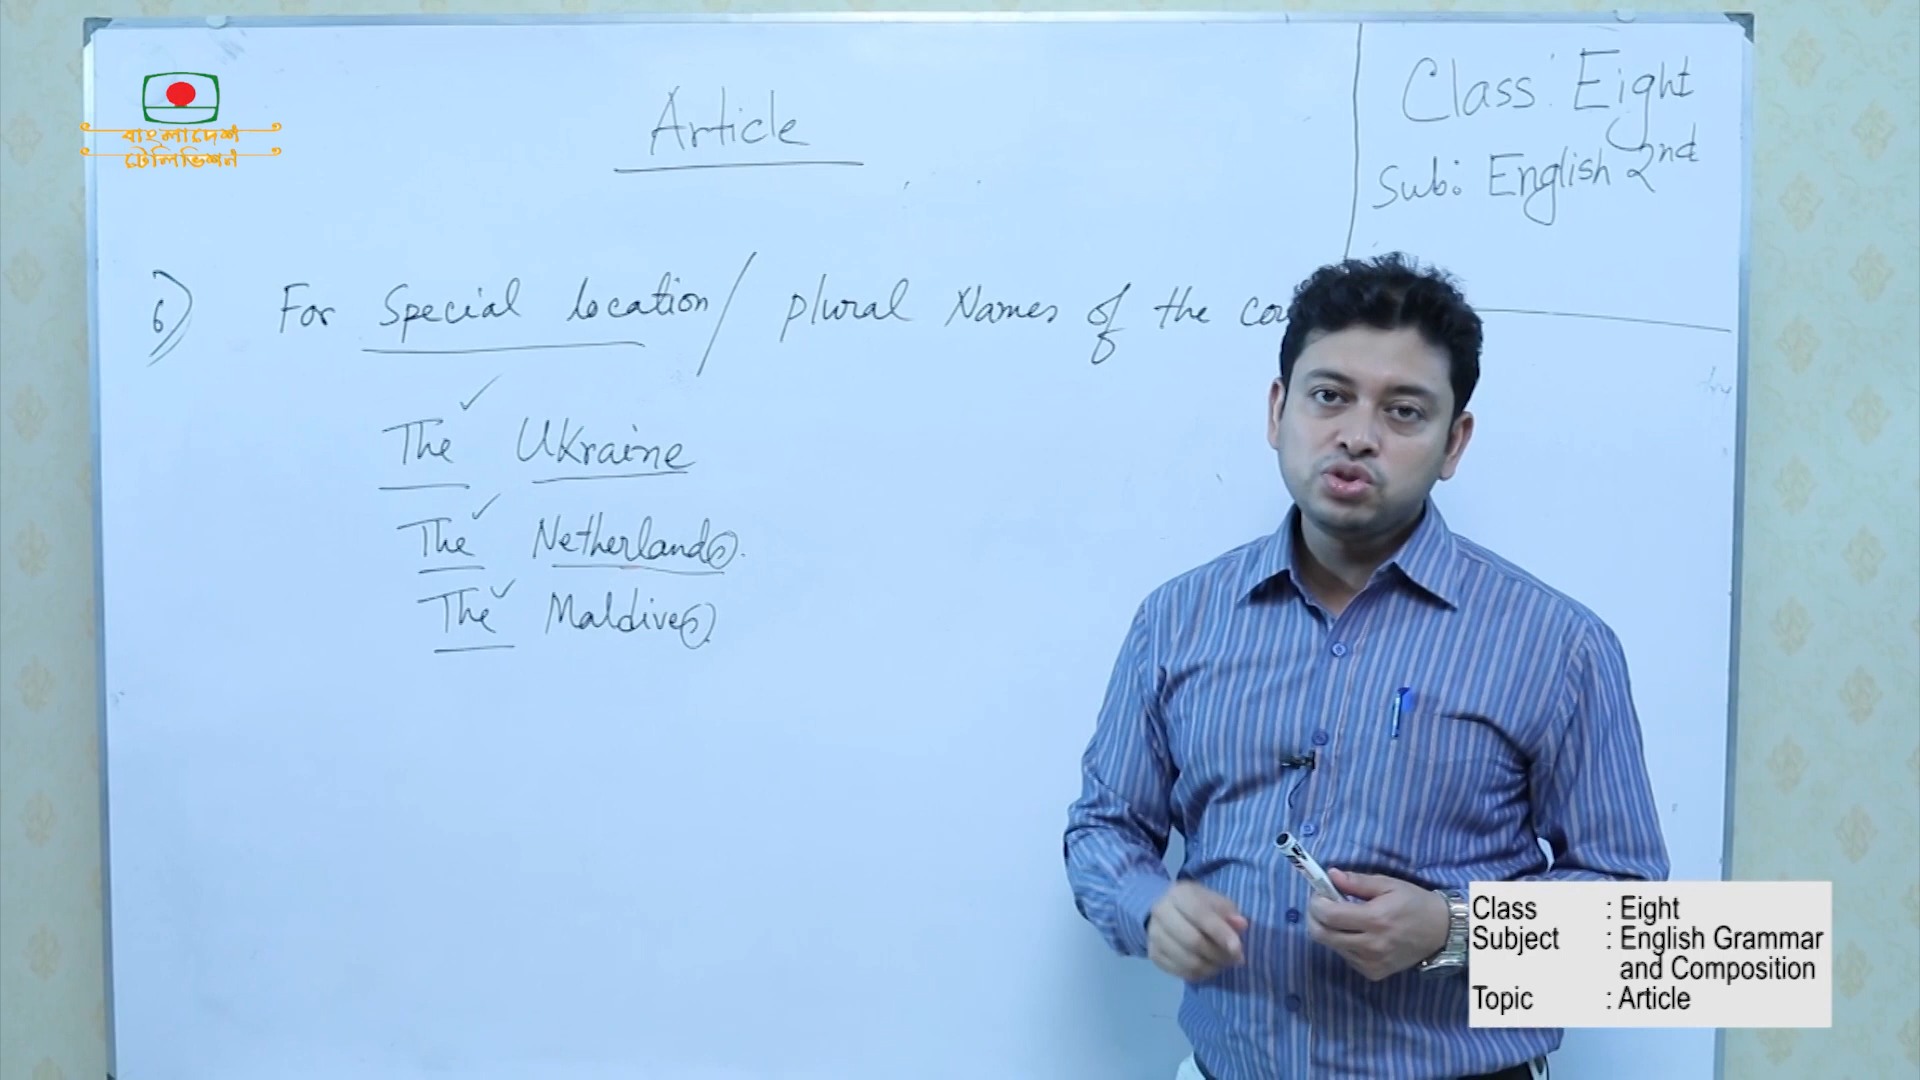 বাংলাদেশ
টেলিভিশন
Article
Class: Eight
Sub: English 2nd
6) For Special location / plural Names of the
The Ukraine
The Netherlands.
The Maldives.
Class : Eight
Subject : English Grammar
and Composition
Topic : Article